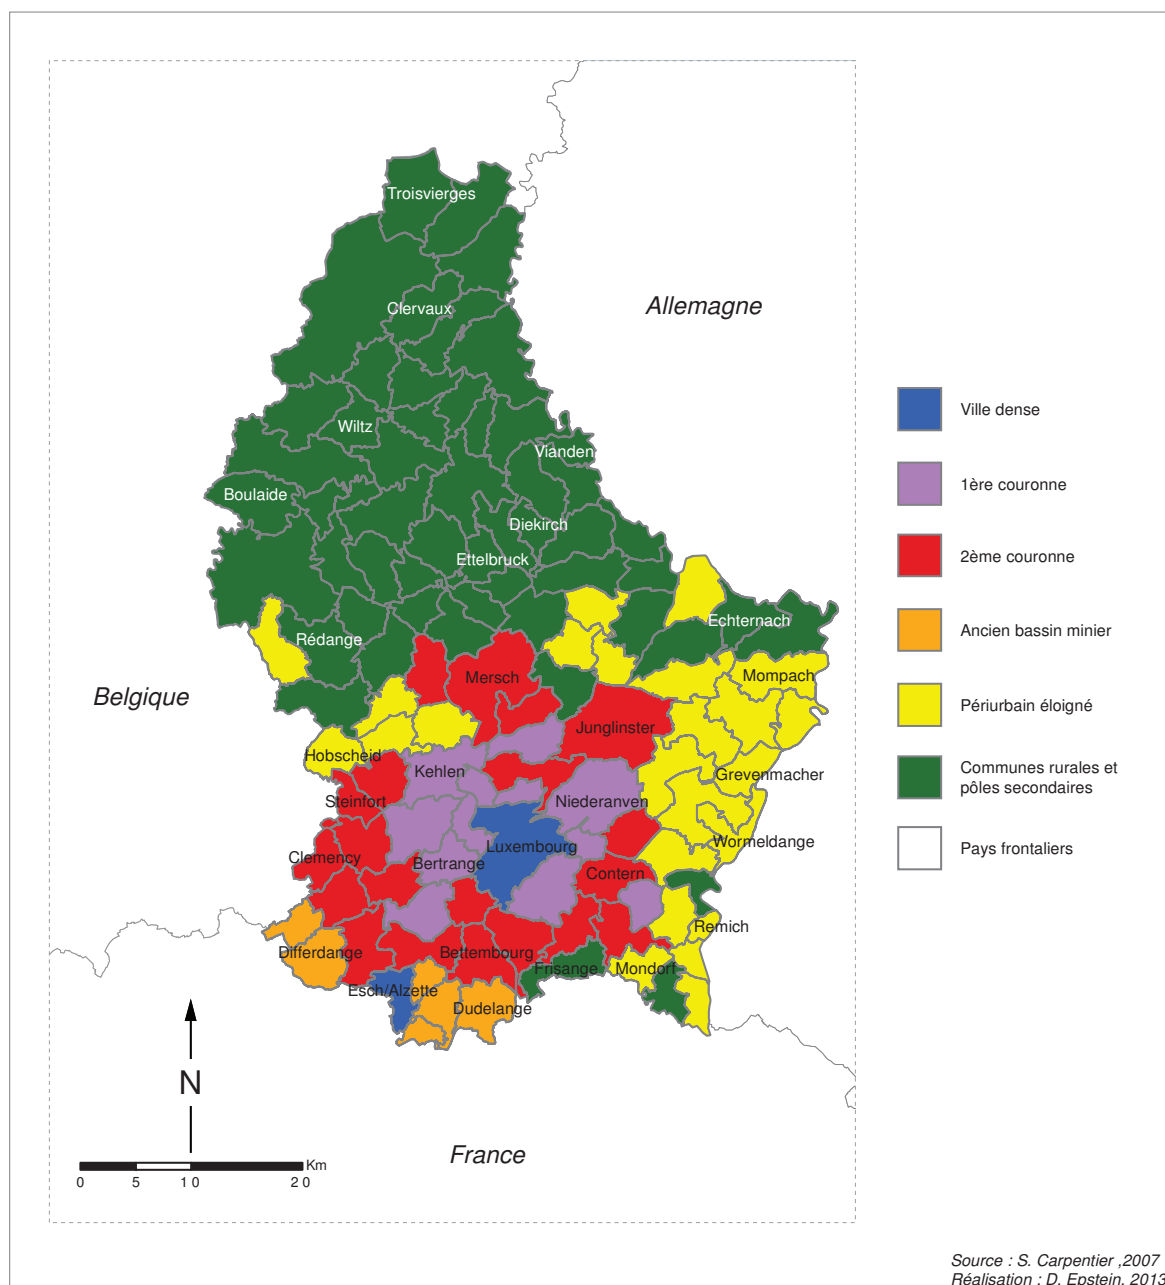 Troisvierges
Allemagne
Clervaux
Wiltz
Vianden
Boulaide
Diekirch
Ettelbruck
Echternach
Rédange
Mersch
Mompach
Belgique
Junglinster
Hobscheid
Kehlen
Grevenmacher
Steinfort
Niederanven
Wormeldange
Luxembourg
Clemency
Bertrange
Contern
Remich
Differdange
Bettembourg
Frisange
Mondorf
Esch/Alzette
Dudelange
N
France
Km
0 5 10 20
Ville dense
1ère couronne
2ème couronne
Ancien bassin minier
Périurbain éloigné
Communes rurales et
pôles secondaires
Pays frontaliers
Source : S. Carpentier ,2007
Réalisation : D. Epstein, 2013